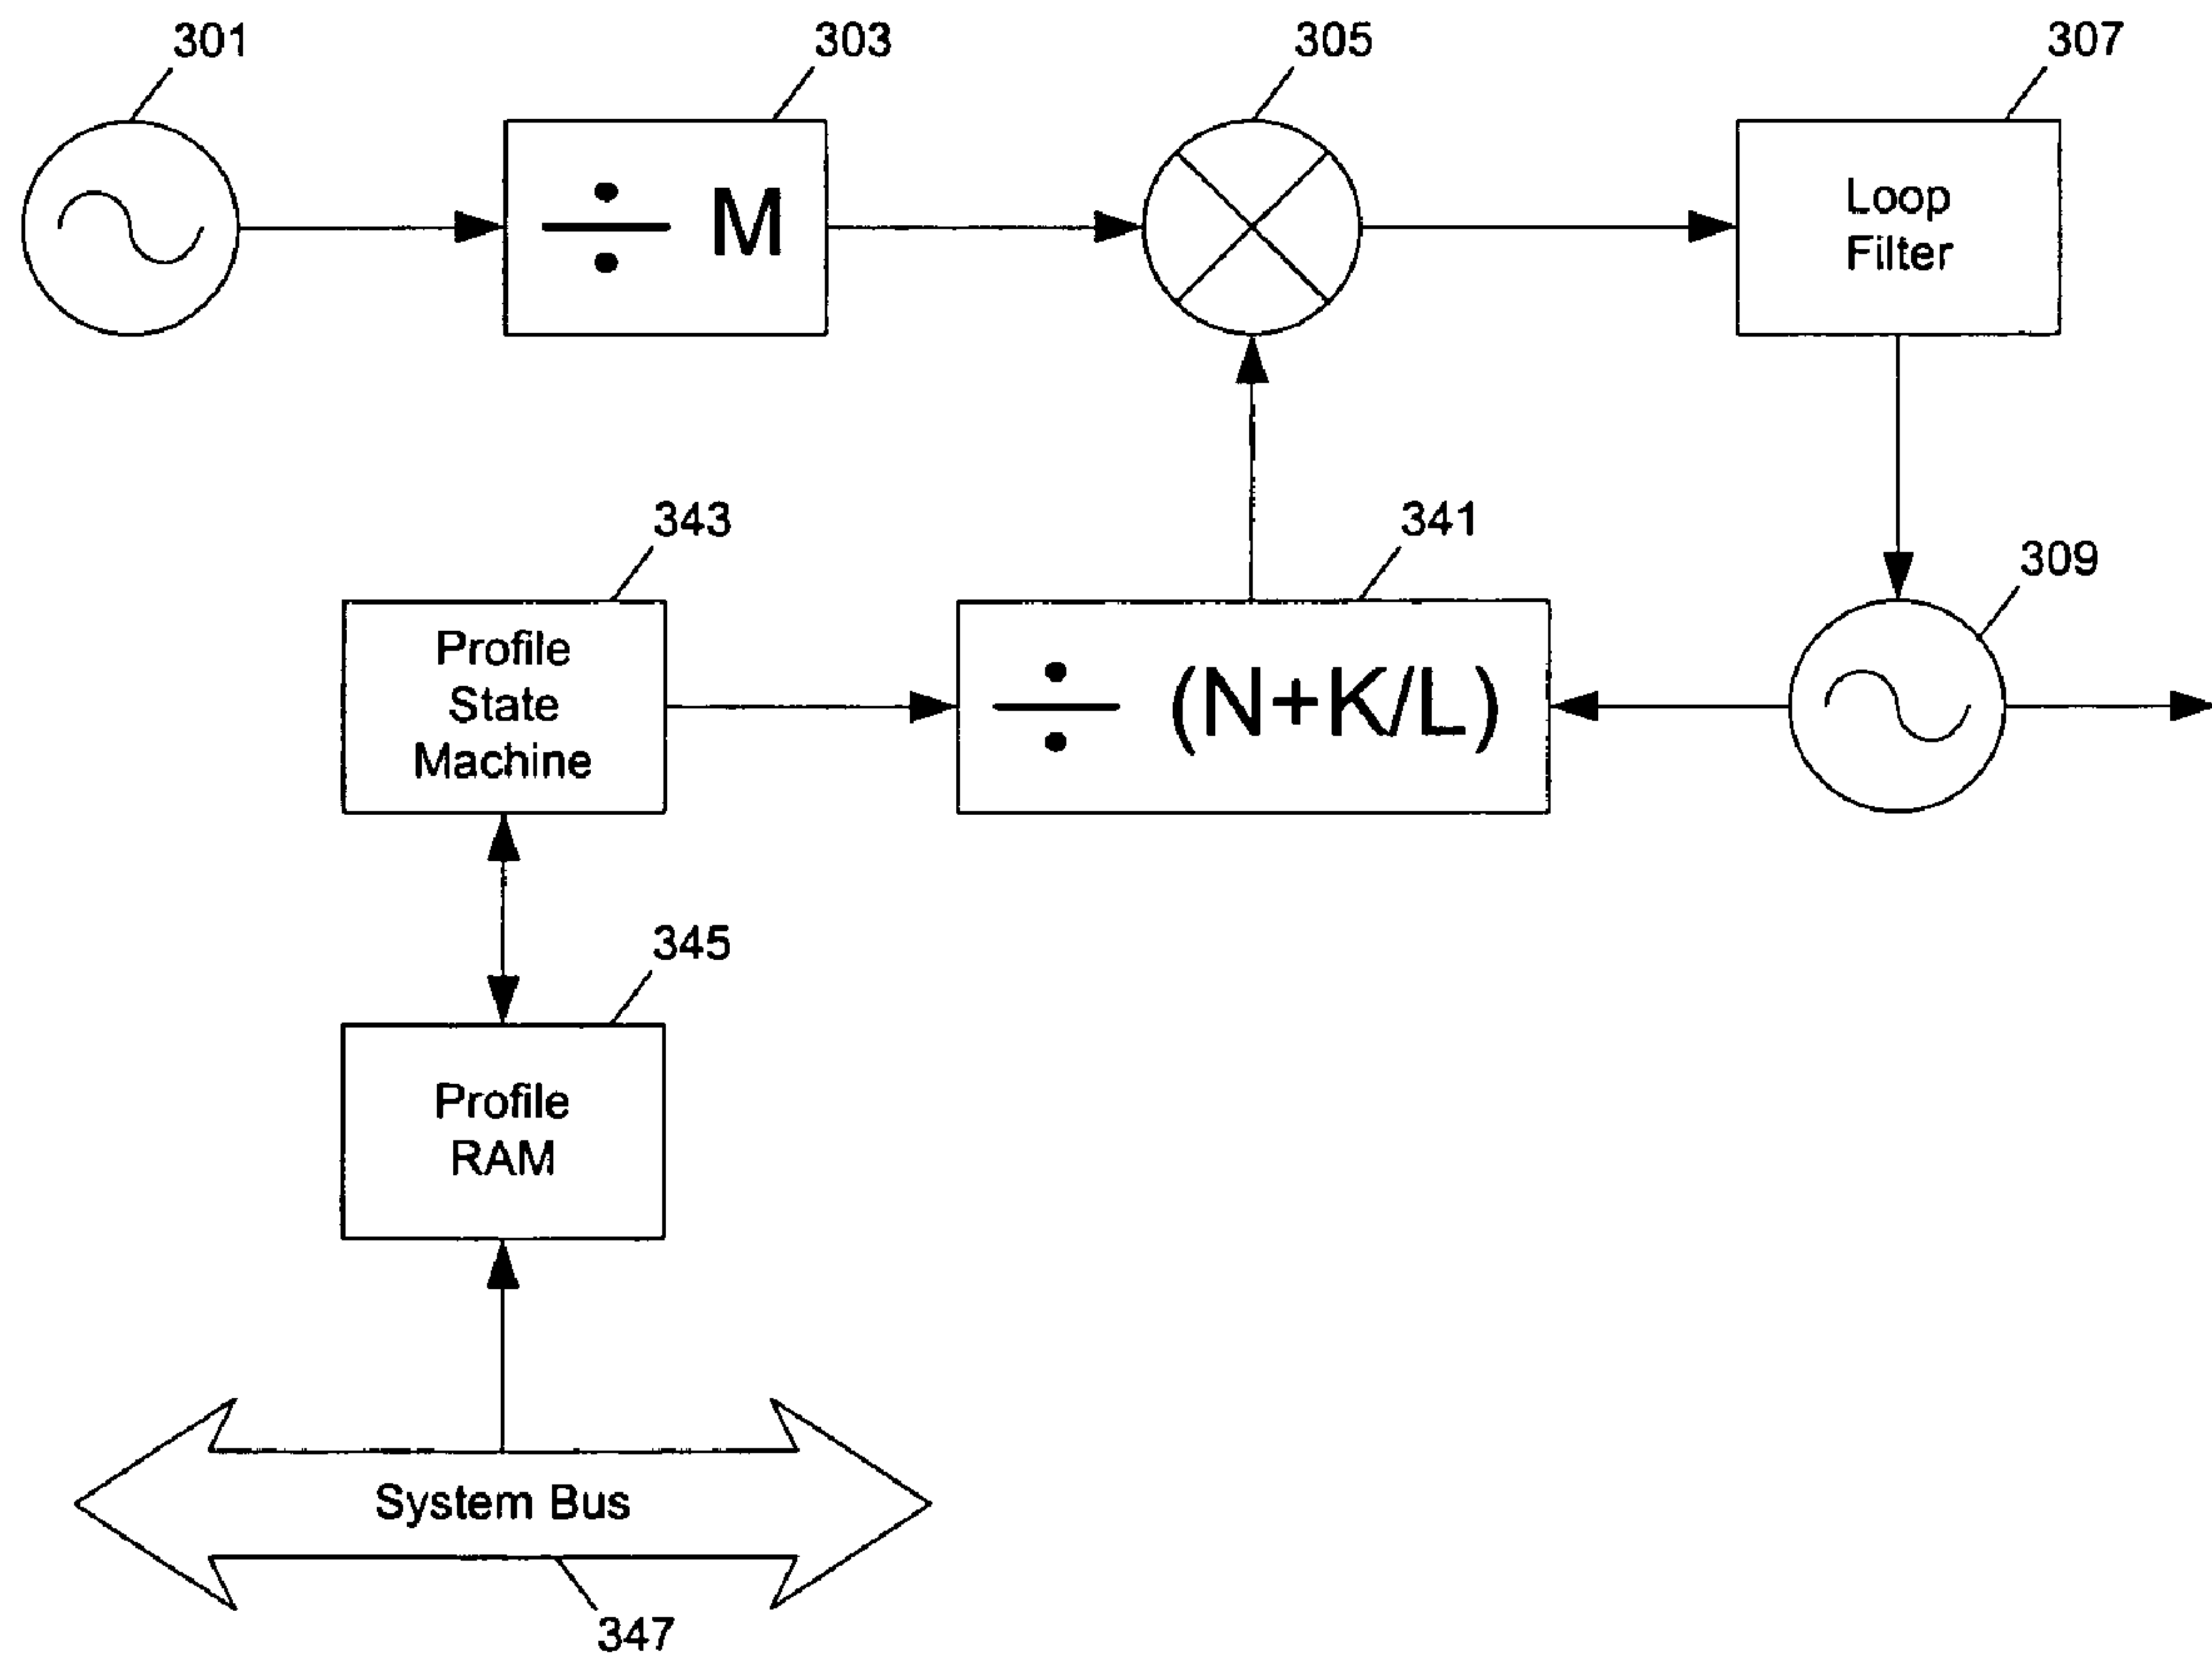 301
303
305
307
÷ M
Loop
Filter
343
341
309
Profile
State
Machine
÷ (N+K/L)
345
Profile
RAM
System Bus
347